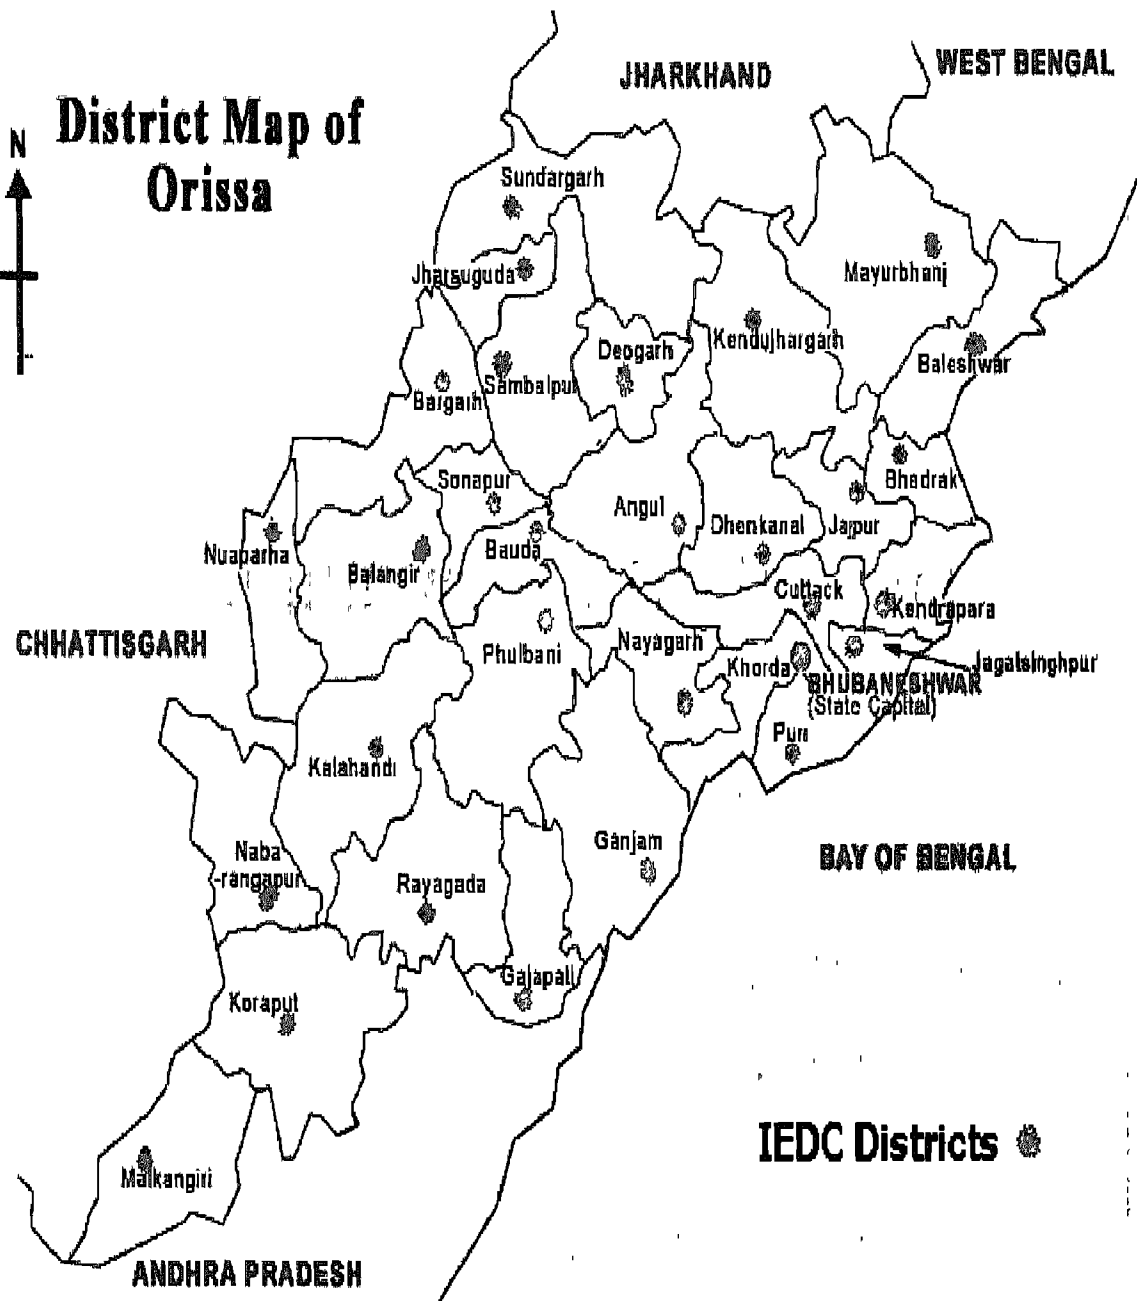 JHARKHAND
WEST BENGAL
District Map of
Orissa
N
Sundargarh
Jharsuguda
Mayurbhanj
Kendujhargarh
Deogarh
Baleshwar
Sambalpur
Bargarh
Sonapur
Bhadrak
Angul
Dhenkanal
Jajpur
Nuaparha
Bauda
Balangir
Cuttack
Kendrapara
CHHATTISGARH
Phulbani
Nayagarh
Khorda
Jagatsinghpur
BHUBANESHWAR
(State Capital)
Puri
Kalahandi
Ganjam
BAY OF BENGAL
Naba
-rangapur
Rayagada
Gajapati
Koraput
IEDC Districts
Malkangiri
ANDHRA PRADESH